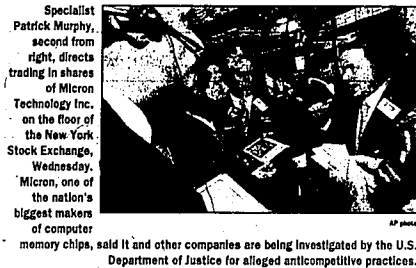 Specialist
Patrick Murphy,
second from
right, directs
trading in shares
of Micron
Technology Inc.
on the floor of
the New York
Stock Exchange,
Wednesday.
Micron, one of
the nation's
biggest makers
of computer
AP photo
memory chips, said it and other companies are being investigated by the U.S.
Department of Justice for alleged anticompetitive practices.